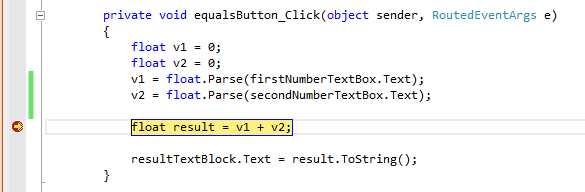 private void equalsButton_Click(object sender, RoutedEventArgs e)
{
float v1 = 0;
float v2 = 0;
v1 = float.Parse(firstNumberTextBox.Text);
v2 = float.Parse(secondNumberTextBox.Text);
float result = v1 + v2;
resultTextBlock.Text = result.ToString();
}